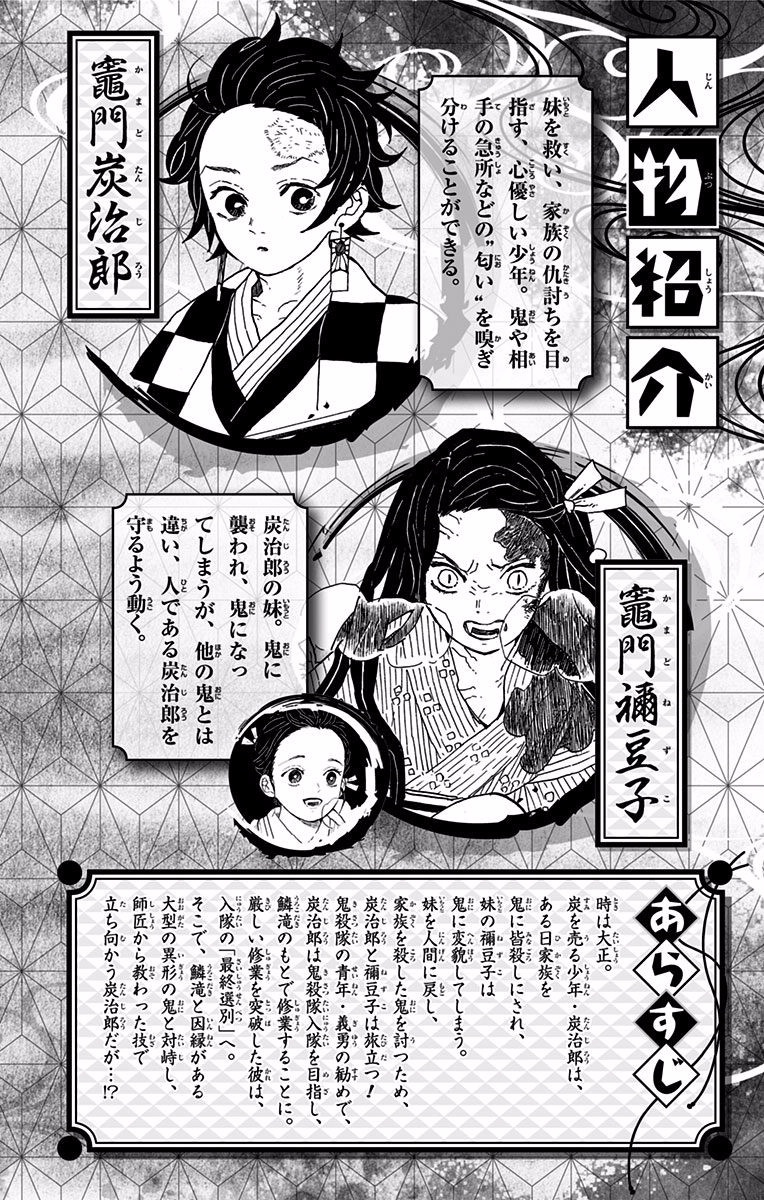 人物紹介
妹を救い、家族の仇討ちを目
指す、心優しい少年。鬼や相
手の急所などの〝匂い〟を嗅ぎ
分けることができる。
竈門炭治郎
竈門禰豆子
炭治郎の妹。鬼に
襲われ、鬼になっ
てしまうが、他の鬼とは
違い、人である炭治郎を
守るよう動く。
あらすじ
時は大正。
炭を売る少年・炭治郎は、
ある日家族を
鬼に皆殺しにされ、
妹の禰豆子は
鬼に変貌してしまう。
妹を人間に戻し、
家族を殺した鬼を討つため、
炭治郎と禰豆子は旅立つ!
鬼殺隊の青年・義勇の勧めで、
炭治郎は鬼殺隊入隊を目指し、
鱗滝のもとで修業することに。
厳しい修業を突破した彼は、
入隊の「最終選別」へ。
そこで、鱗滝と因縁がある
大型の異形の鬼と対峙し、
師匠から教わった技で
立ち向かう炭治郎だが…!?